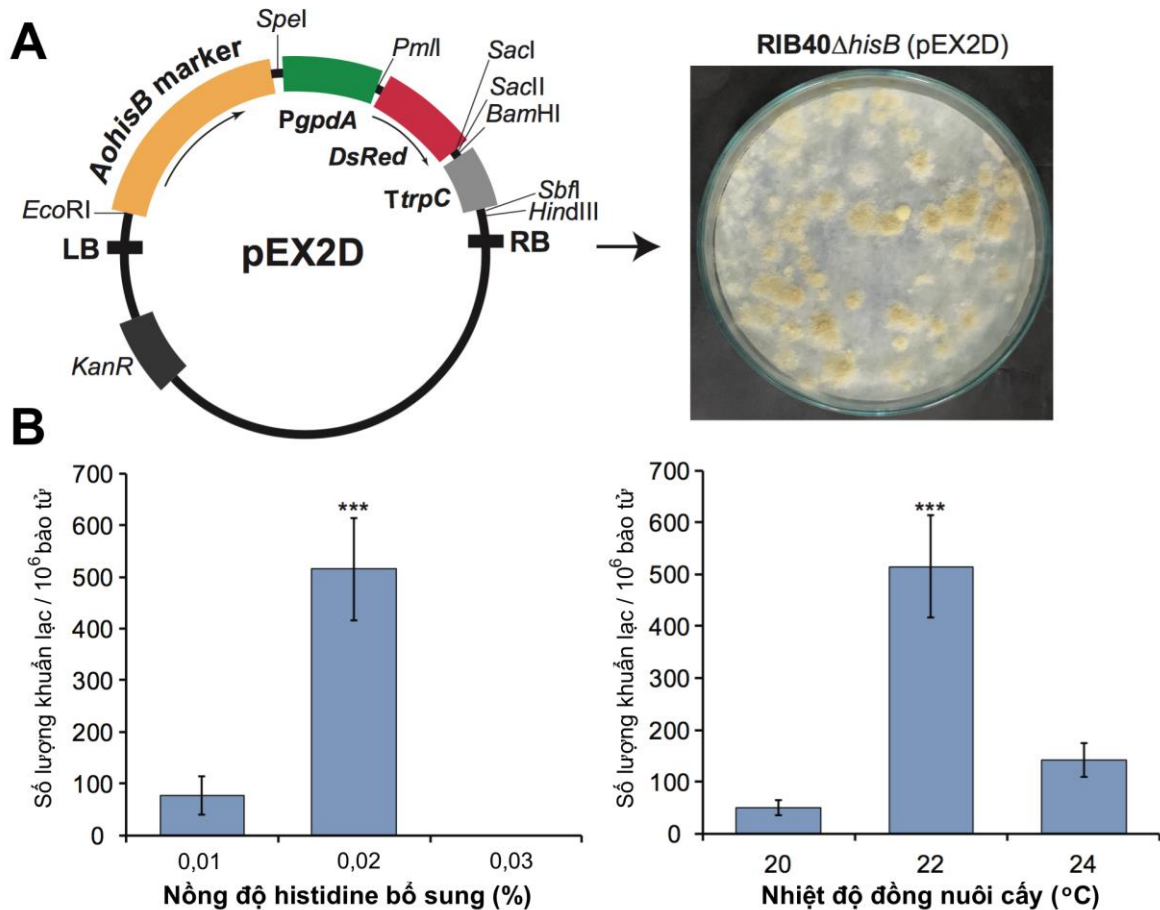 A
SpeI
PmlI
SacI
SacII
BamHI
AohisB marker
PgpdA
DsRed
TtrpC
SbfI
HindIII
EcoRI
LB
RB
pEX2D
KanR
RIB40ΔhisB (pEX2D)
B
Số lượng khuẩn lạc / 10⁶ bào tử
700
600
500
400
300
200
100
0
***
0,01
0,02
0,03
Nồng độ histidine bổ sung (%)
Số lượng khuẩn lạc / 10⁶ bào tử
700
600
500
400
300
200
100
0
***
20
22
24
Nhiệt độ đồng nuôi cấy (°C)